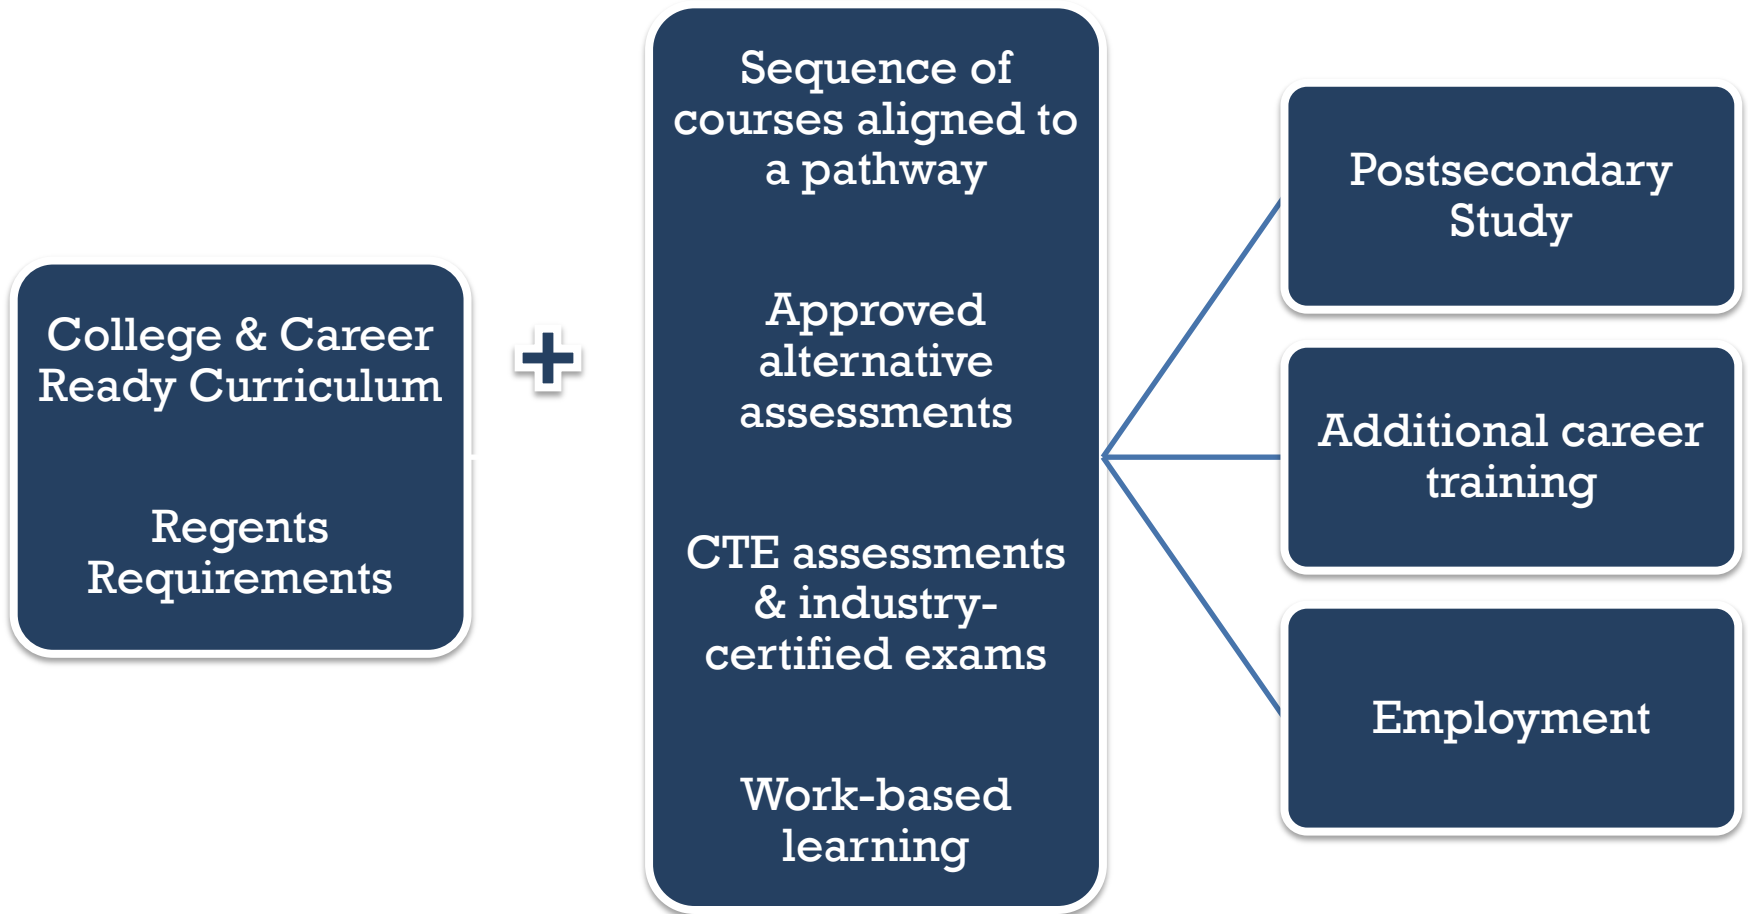 College & Career
Ready Curriculum
Regents
Requirements
+
Sequence of
courses aligned to
a pathway
Approved
alternative
assessments
CTE assessments
& industry-
certified exams
Work-based
learning
Postsecondary
Study
Additional career
training
Employment